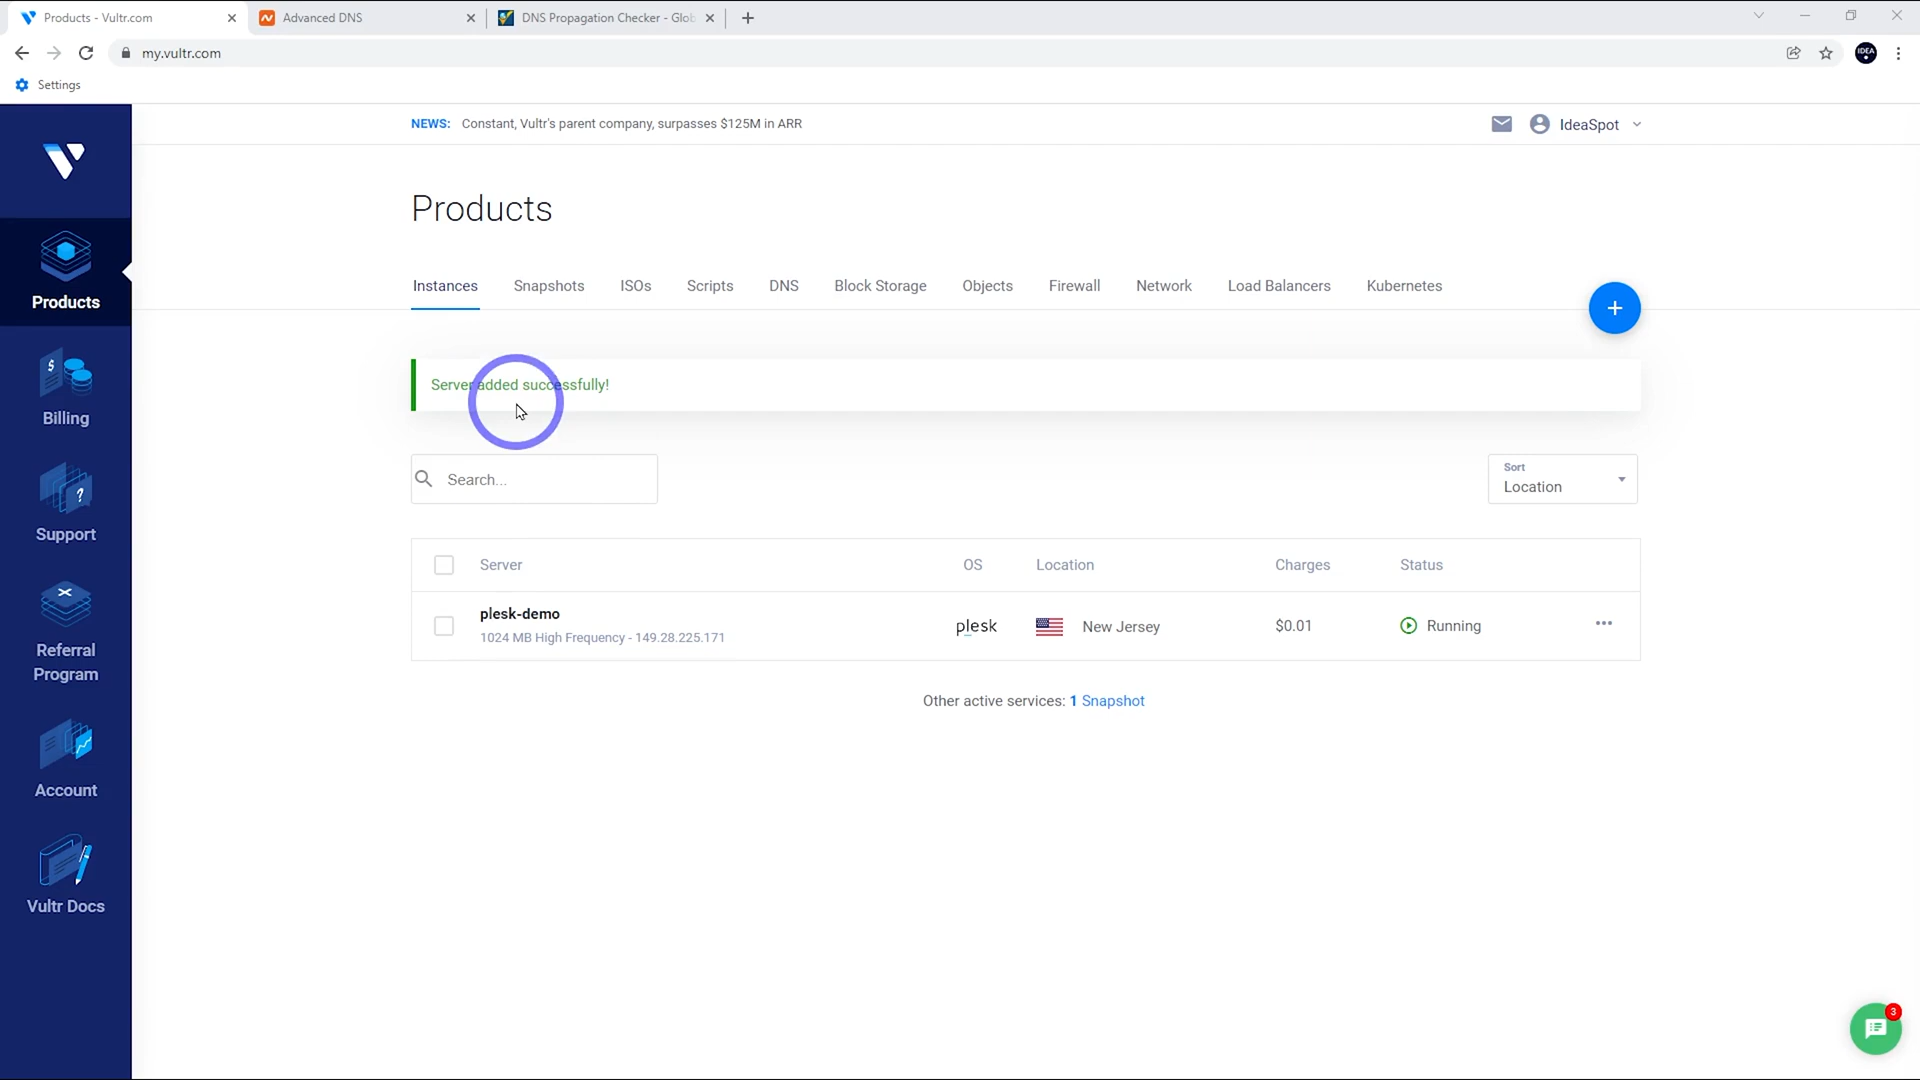 Products - Vultr.com
Advanced DNS
DNS Propagation Checker - Glob
my.vultr.com
IDEA
Settings
NEWS: Constant, Vultr's parent company, surpasses $125M in ARR
IdeaSpot
Products
Instances Snapshots ISOs Scripts DNS Block Storage Objects Firewall Network Load Balancers Kubernetes
+
Server added successfully!
Search...
Sort
Location
Server OS Location Charges Status
plesk-demo
1024 MB High Frequency - 149.28.225.171
plesk
New Jersey
$0.01
Running
Other active services: 1 Snapshot
Products
Billing
Support
Referral
Program
Account
Vultr Docs
3